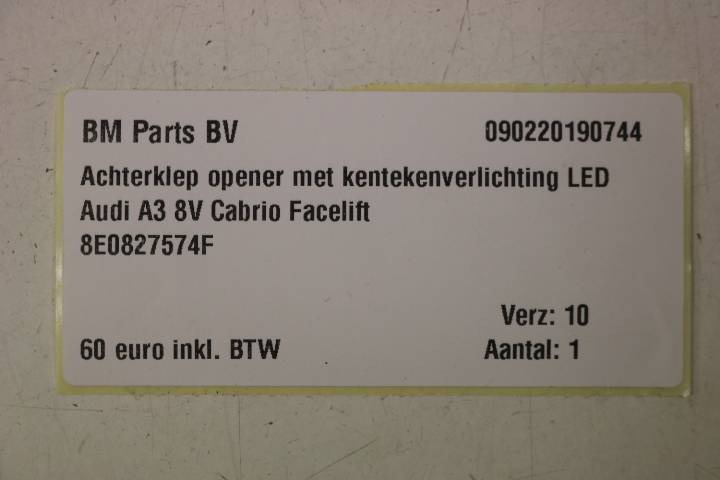 BM Parts BV 090220190744
Achterklep opener met kentekenverlichting LED
Audi A3 8V Cabrio Facelift
8E0827574F
Verz: 10
60 euro inkl. BTW Aantal: 1